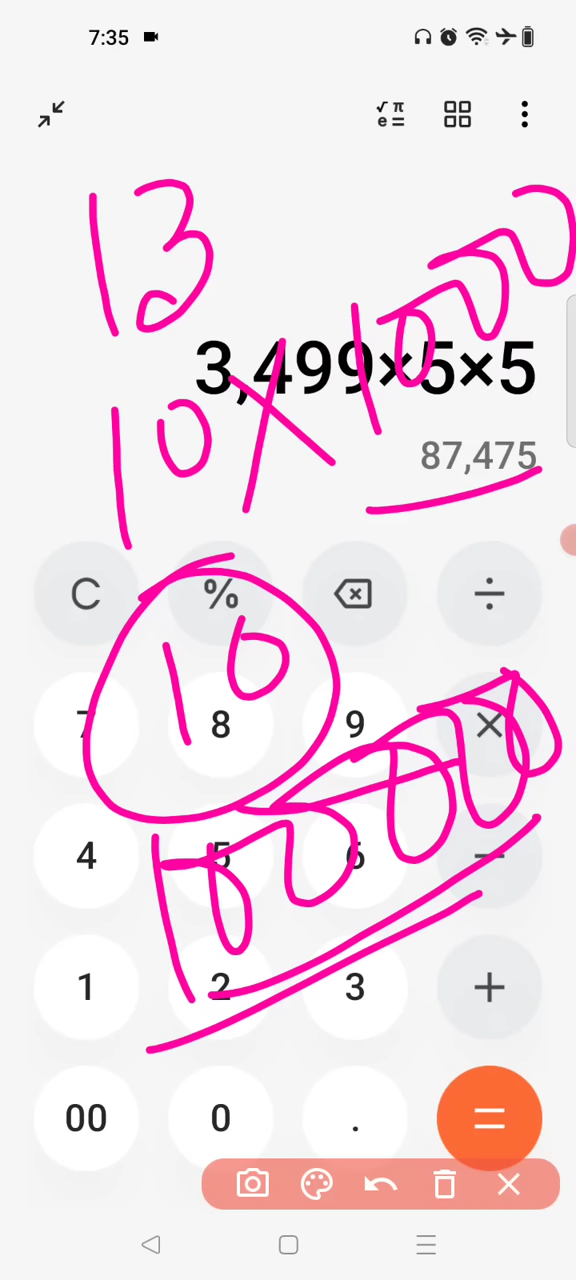 7:35
√ π
e =
13
3,499×5×5
10 × 10000
87,475
C % ÷
10
7 8 9 ×
4 5 6 −
100000
1 2 3 +
00 0 . =